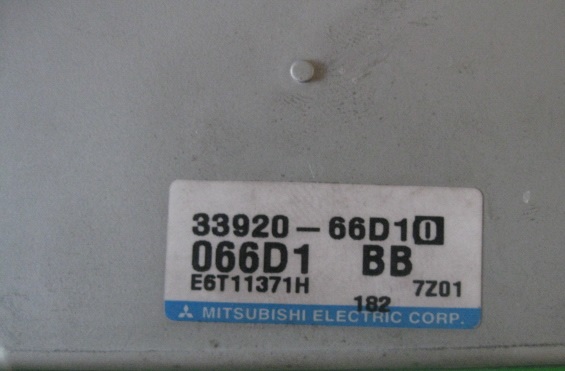 33920-66D10
066D1 BB
E6T11371H 7Z01
182
MITSUBISHI ELECTRIC CORP.